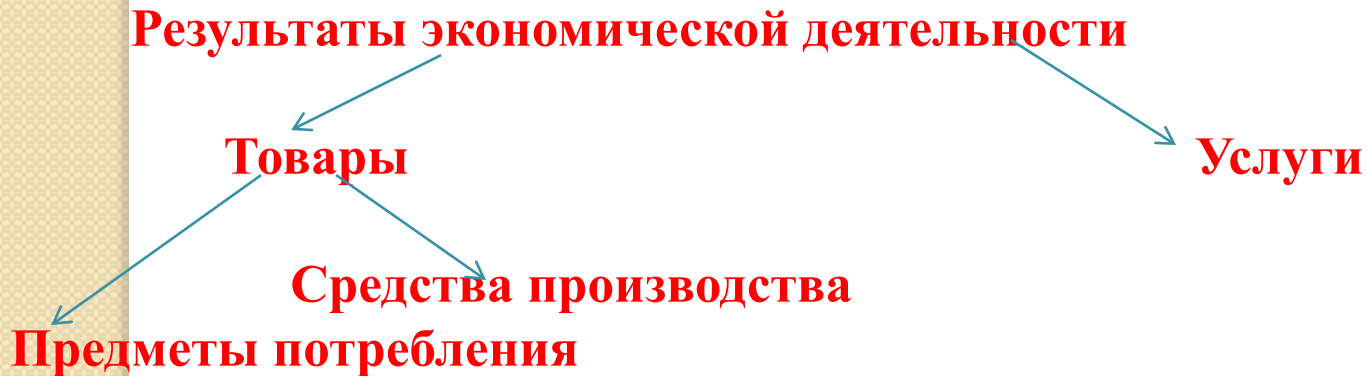 Результаты экономической деятельности
Товары
Услуги
Средства производства
Предметы потребления